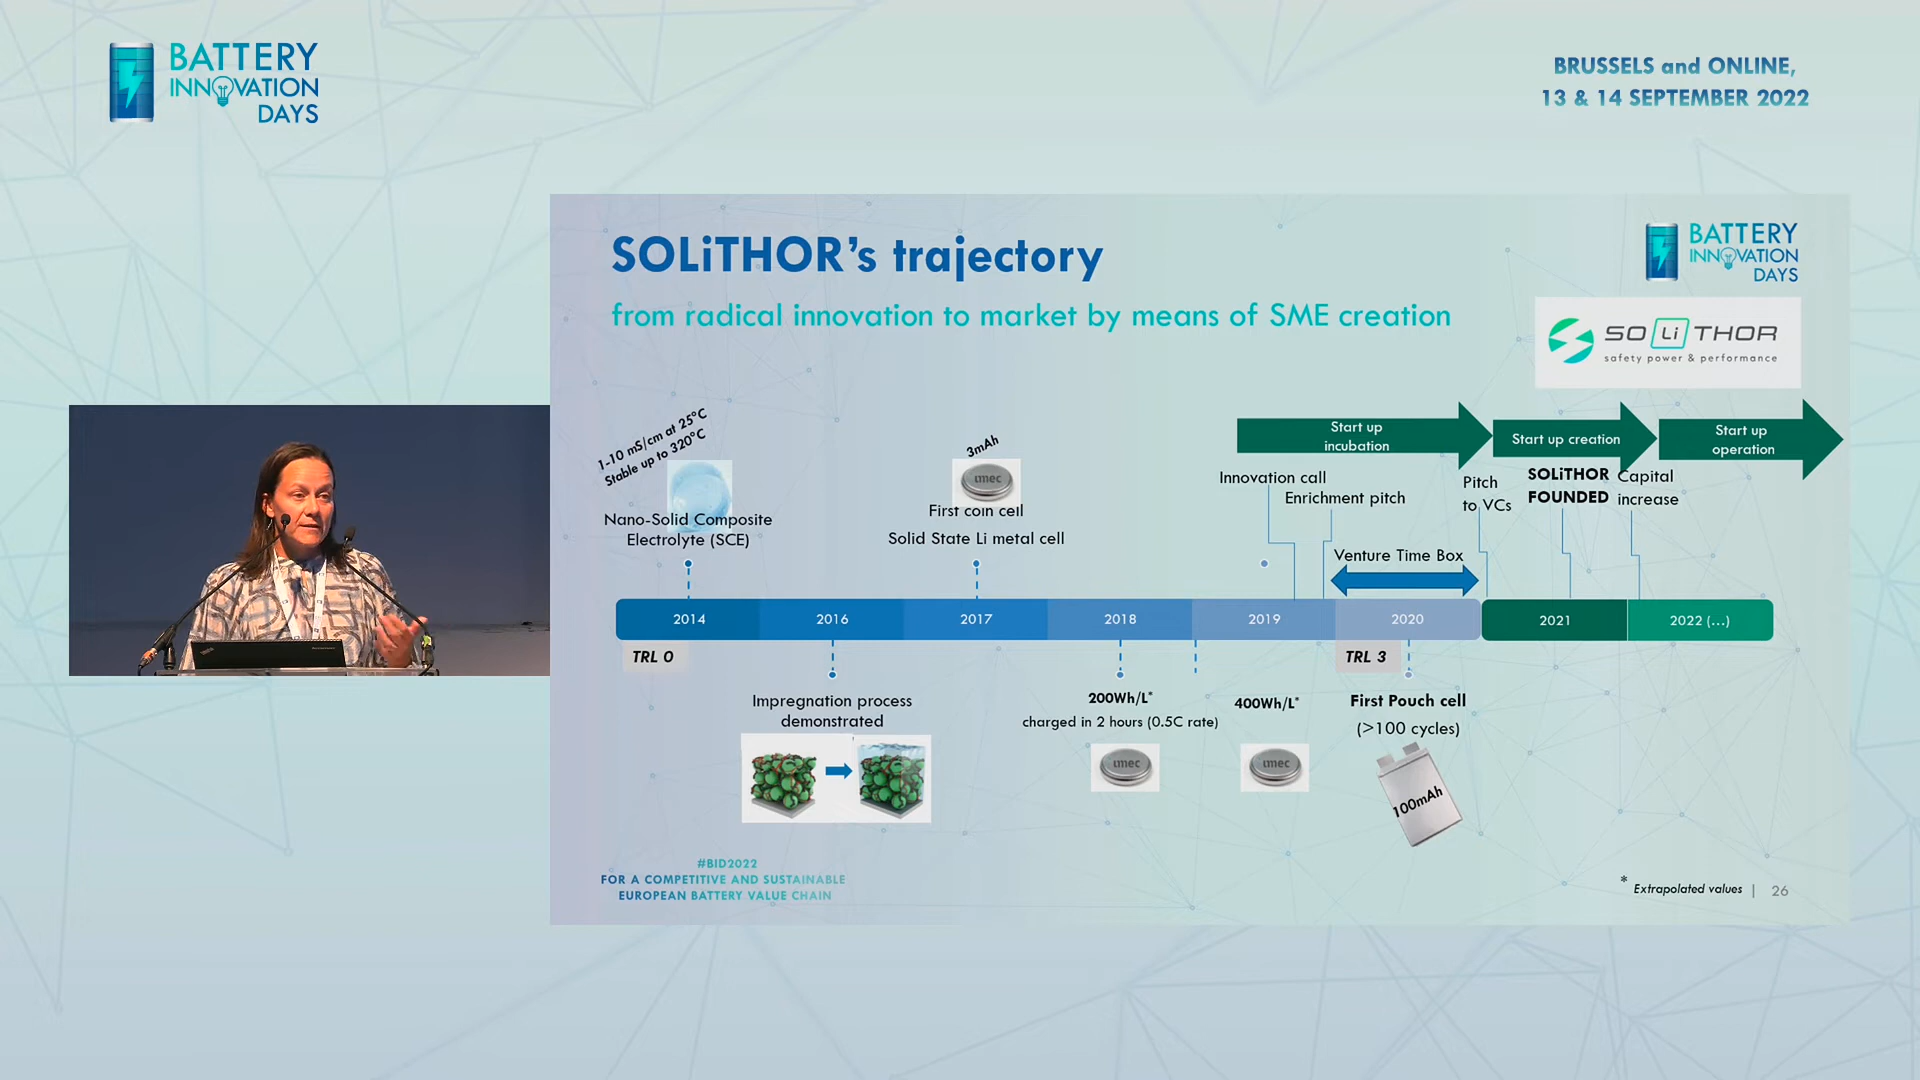 BATTERY
INNOVATION
DAYS
BRUSSELS and ONLINE,
13 & 14 SEPTEMBER 2022
SOLiTHOR's trajectory
from radical innovation to market by means of SME creation
BATTERY
INNOVATION
DAYS
SOLiTHOR
safety power & performance
1-10 mS/cm at 25°C
Stable up to 320°C
Nano-Solid Composite
Electrolyte (SCE)
3mAh
imec
First coin cell
Solid State Li metal cell
Start up
incubation
Start up creation
Start up
operation
Innovation call
Enrichment pitch
Pitch
to VCs
SOLiTHOR
FOUNDED
Capital
increase
Venture Time Box
2014
2016
2017
2018
2019
2020
2021
2022 (...)
TRL 0
TRL 3
Impregnation process
demonstrated
200Wh/L*
charged in 2 hours (0.5C rate)
imec
400Wh/L*
imec
First Pouch cell
(>100 cycles)
100mAh
#BID2022
FOR A COMPETITIVE AND SUSTAINABLE
EUROPEAN BATTERY VALUE CHAIN
* Extrapolated values | 26